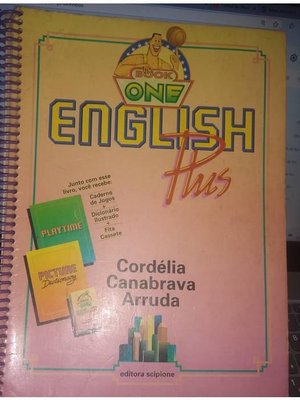 BOOK
ONE
ENGLISH
Plus
Junto com esse
livro, você recebe:
Caderno
de Jogos
+
Dicionário
Ilustrado
+
Fita
Cassete
PLAYTIME
PICTURE
Dictionary
Cordélia
Canabrava
Arruda
editora scipione